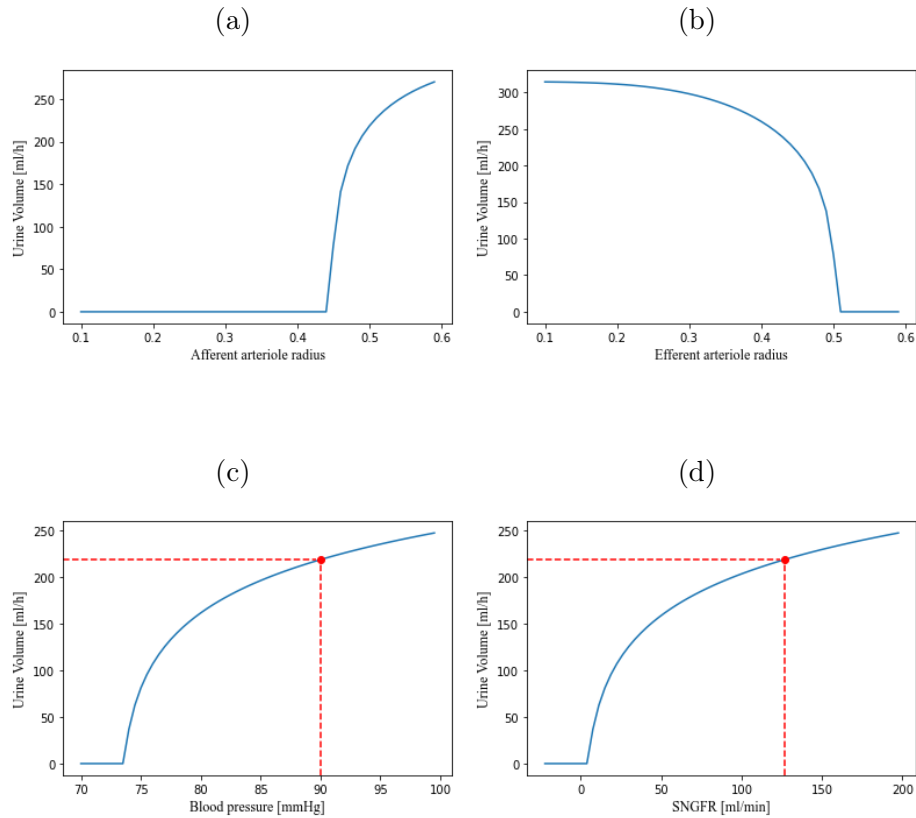 (a)
250
200
150
100
50
0
Urine Volume [ml/h]
0.1 0.2 0.3 0.4 0.5 0.6
Afferent arteriole radius
(b)
300
250
200
150
100
50
0
Urine Volume [ml/h]
0.1 0.2 0.3 0.4 0.5 0.6
Efferent arteriole radius
(c)
250
200
150
100
50
0
Urine Volume [ml/h]
70 75 80 85 90 95 100
Blood pressure [mmHg]
(d)
250
200
150
100
50
0
Urine Volume [ml/h]
0 50 100 150 200
SNGFR [ml/min]